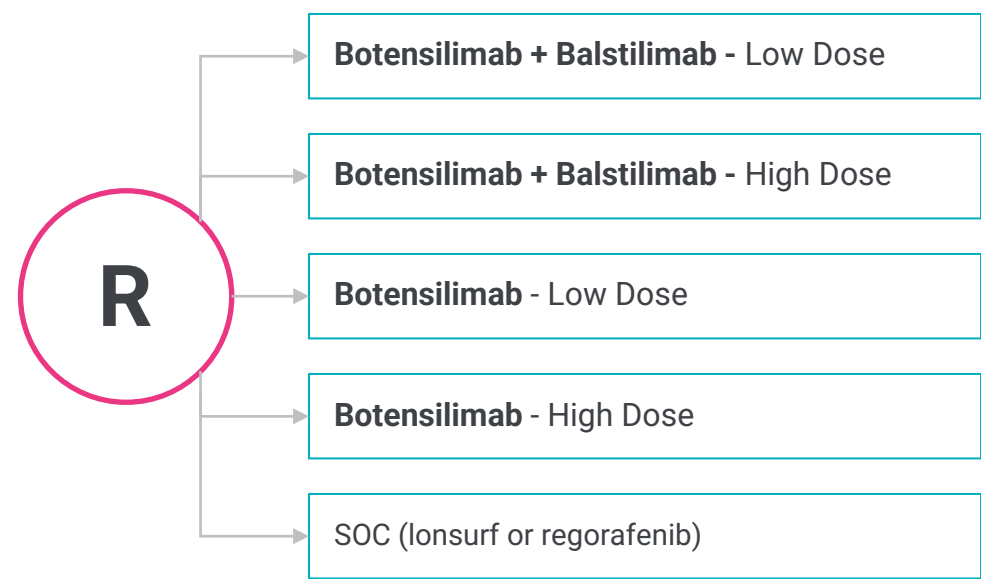 Botensilimab + Balstilimab - Low Dose
Botensilimab + Balstilimab - High Dose
R
Botensilimab - Low Dose
Botensilimab - High Dose
SOC (lonsurf or regorafenib)